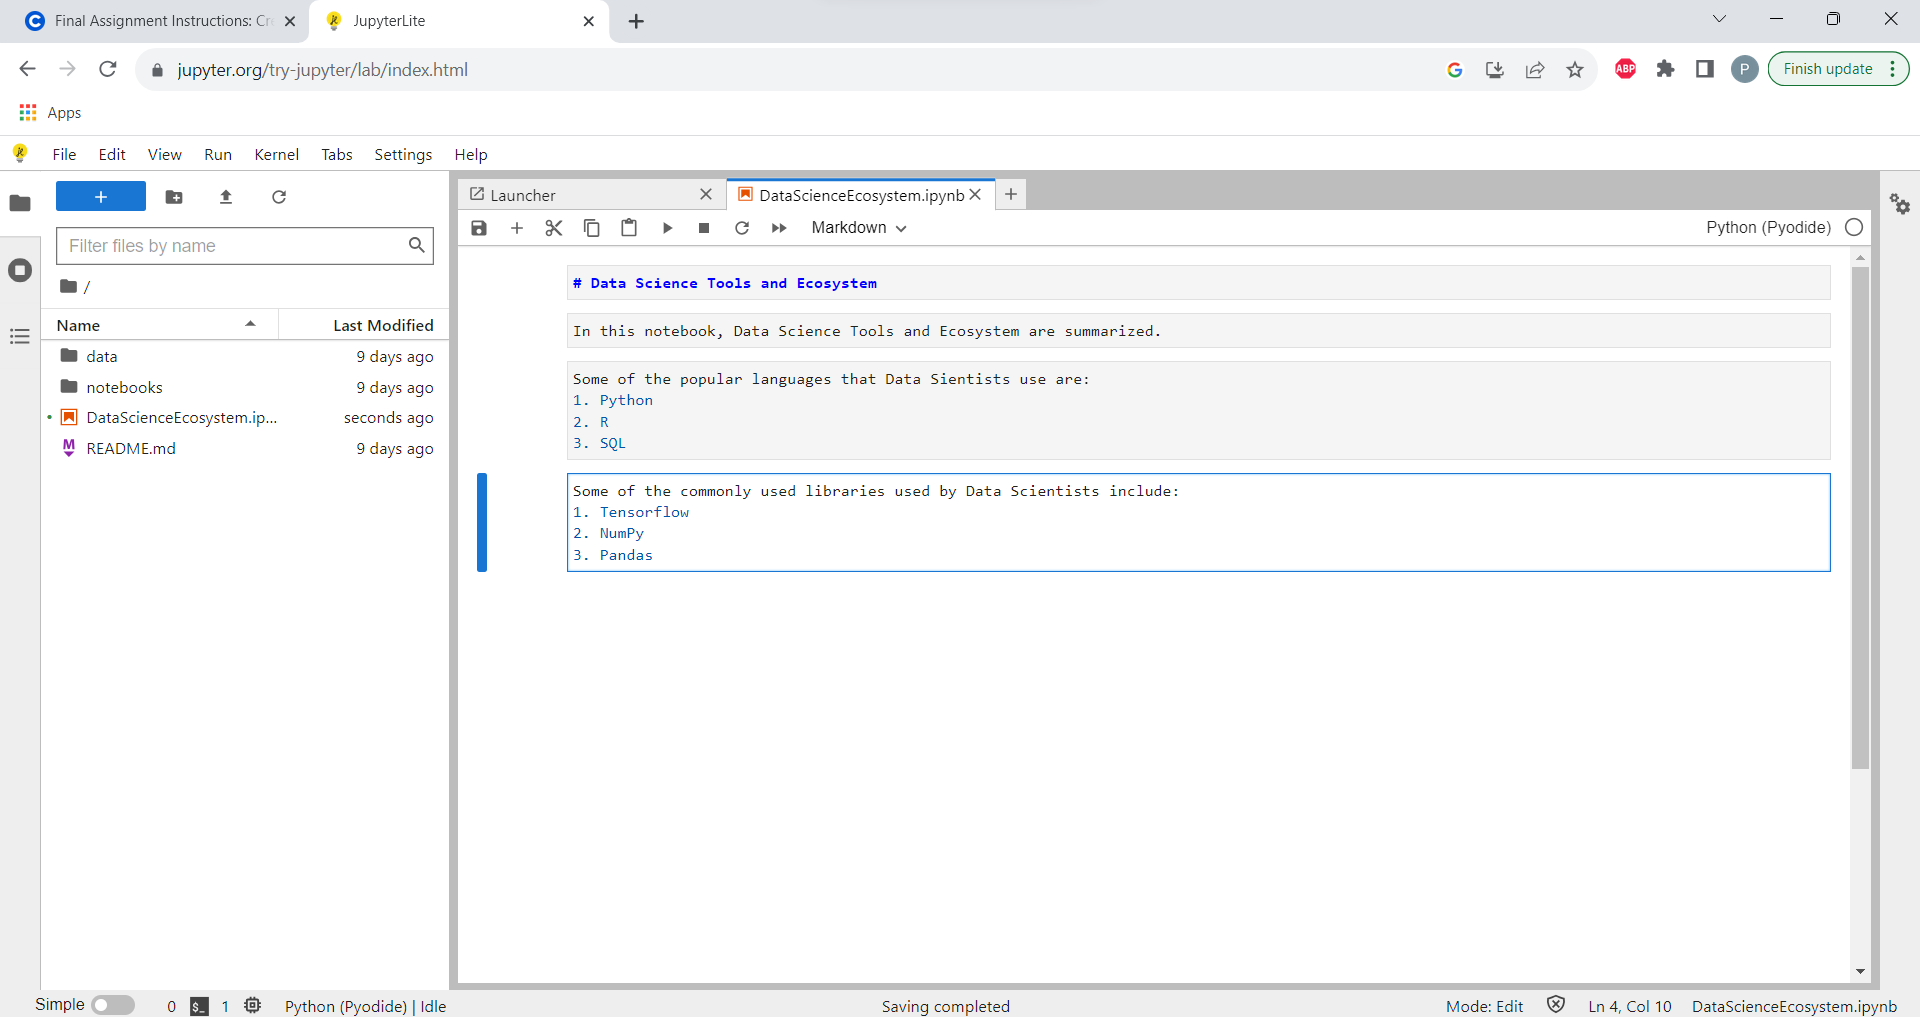 Final Assignment Instructions: Cr
JupyterLite
jupyter.org/try-jupyter/lab/index.html
ABP
P
Finish update
Apps
File Edit View Run Kernel Tabs Settings Help
Launcher
DataScienceEcosystem.ipynb
Filter files by name
Markdown
Python (Pyodide)
/
Name
Last Modified
data 9 days ago
notebooks 9 days ago
DataScienceEcosystem.ip... seconds ago
README.md 9 days ago
# Data Science Tools and Ecosystem
In this notebook, Data Science Tools and Ecosystem are summarized.
Some of the popular languages that Data Sientists use are:
1. Python
2. R
3. SQL
Some of the commonly used libraries used by Data Scientists include:
1. Tensorflow
2. NumPy
3. Pandas
Simple 0 $_ 1 Python (Pyodide) | Idle Saving completed Mode: Edit Ln 4, Col 10 DataScienceEcosystem.ipynb